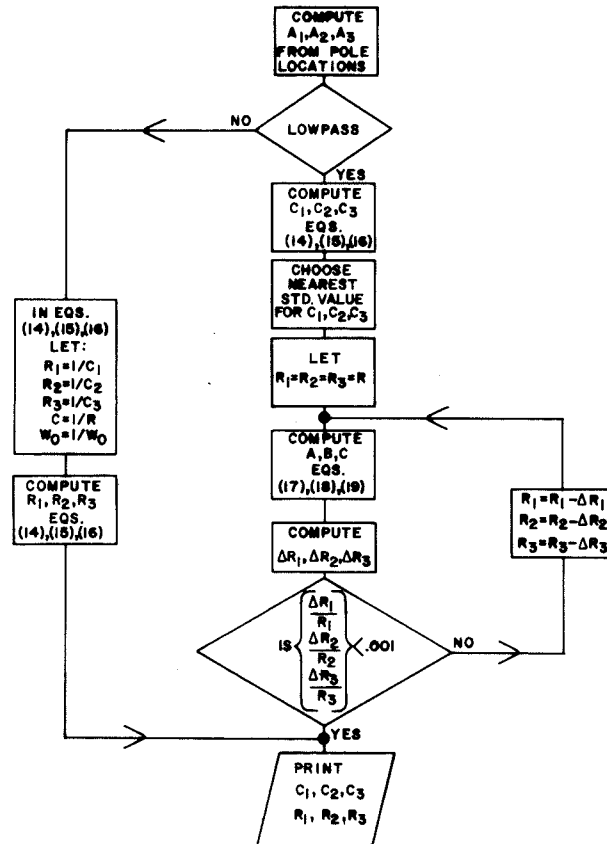 COMPUTE
A₁,A₂,A₃
FROM POLE
LOCATIONS
LOWPASS
NO
YES
COMPUTE
C₁,C₂,C₃
EQS.
(14),(15),(16)
CHOOSE
NEAREST
STD. VALUE
FOR C₁,C₂,C₃
LET
R₁=R₂=R₃=R
IN EQS.
(14),(15),(16)
LET:
R₁=1/C₁
R₂=1/C₂
R₃=1/C₃
C=1/R
W₀=1/W₀
COMPUTE
R₁,R₂,R₃
EQS.
(14),(15),(16)
COMPUTE
A,B,C
EQS.
(17),(18),(19)
COMPUTE
ΔR₁,ΔR₂,ΔR₃
R₁=R₁-ΔR₁
R₂=R₂-ΔR₂
R₃=R₃-ΔR₃
IS {ΔR₁/R₁ ΔR₂/R₂ ΔR₃/R₃} <.001
NO
YES
PRINT
C₁,C₂,C₃
R₁,R₂,R₃